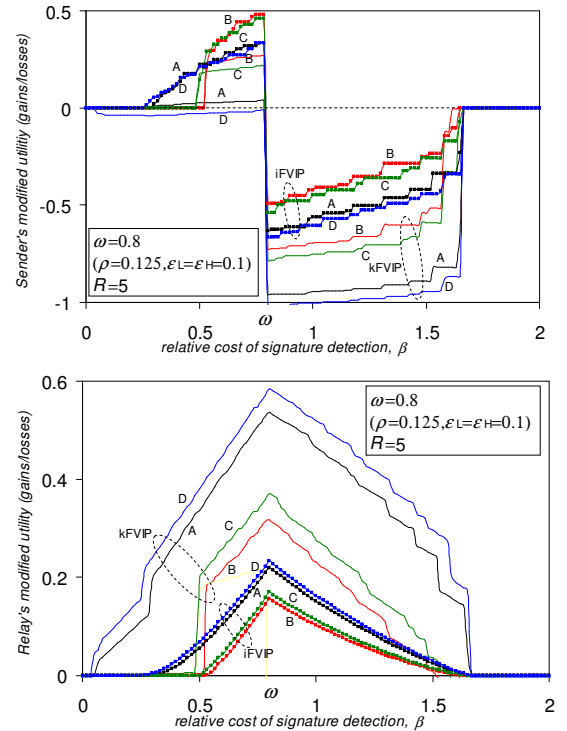 Sender's modified utility (gains/losses)
0.5
0
-0.5
-1
B
C
A
B
D
C
A
D
B
iFVIP
C
A
D
B
C
kFVIP
A
D
ω=0.8
(ρ=0.125,εL=εH=0.1)
R=5
0
0.5
ω
1
1.5
2
relative cost of signature detection, β
Relay's modified utility (gains/losses)
0.6
0.4
0.2
0
ω=0.8
(ρ=0.125,εL=εH=0.1)
R=5
D
kFVIP
A
C
B
D
A
C
B
iFVIP
0
0.5
ω
1
1.5
2
relative cost of signature detection, β